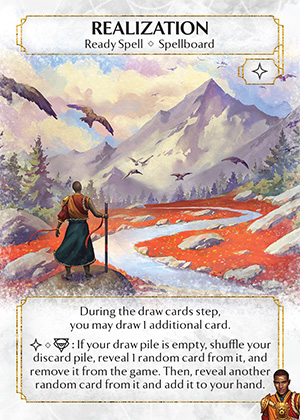 REALIZATION
Ready Spell ◇ Spellboard
During the draw cards step,
you may draw 1 additional card.
: If your draw pile is empty, shuffle your
discard pile, reveal 1 random card from it, and
remove it from the game. Then, reveal another
random card from it and add it to your hand.